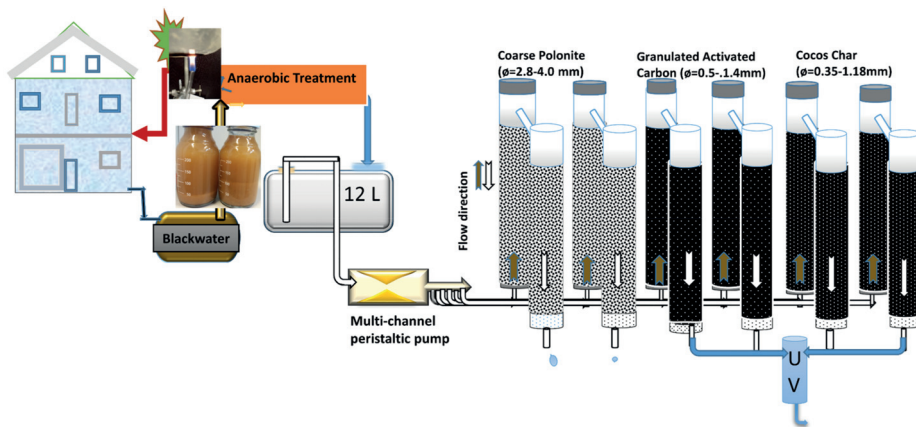 Anaerobic Treatment
Blackwater
12 L
Multi-channel
peristaltic pump
Flow direction
Coarse Polonite
(ø=2.8-4.0 mm)
Granulated Activated
Carbon (ø=0.5-.1.4mm)
Cocos Char
(ø=0.35-1.18mm)
U
V